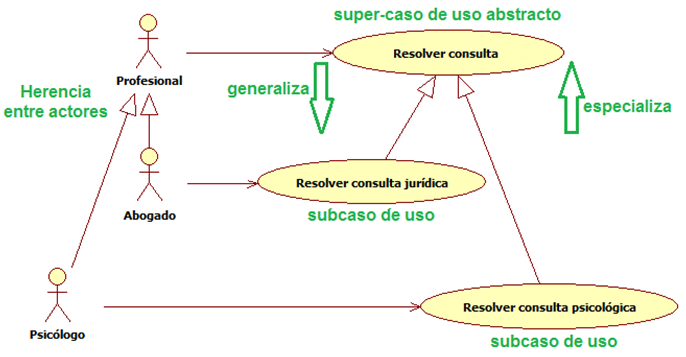 super-caso de uso abstracto
Resolver consulta
Profesional
generaliza
Herencia
entre actores
especializa
Resolver consulta jurídica
Abogado
subcaso de uso
Resolver consulta psicológica
Psicólogo
subcaso de uso